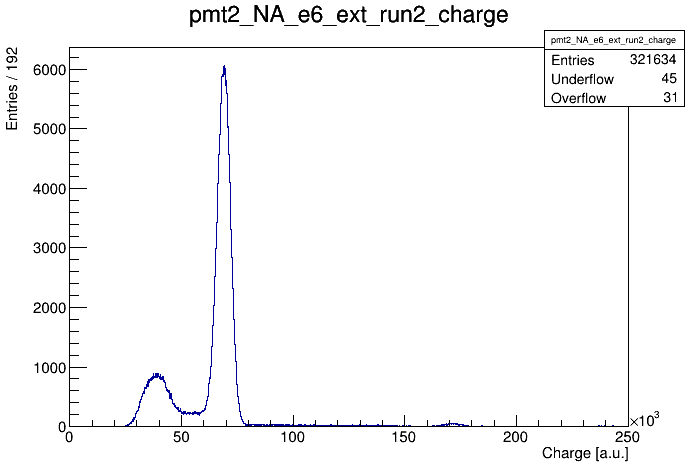 pmt2_NA_e6_ext_run2_charge
pmt2_NA_e6_ext_run2_charge
Entries 321634
Underflow 45
Overflow 31
Entries / 192
6000
5000
4000
3000
2000
1000
0
0 50 100 150 200 250
×10³
Charge [a.u.]